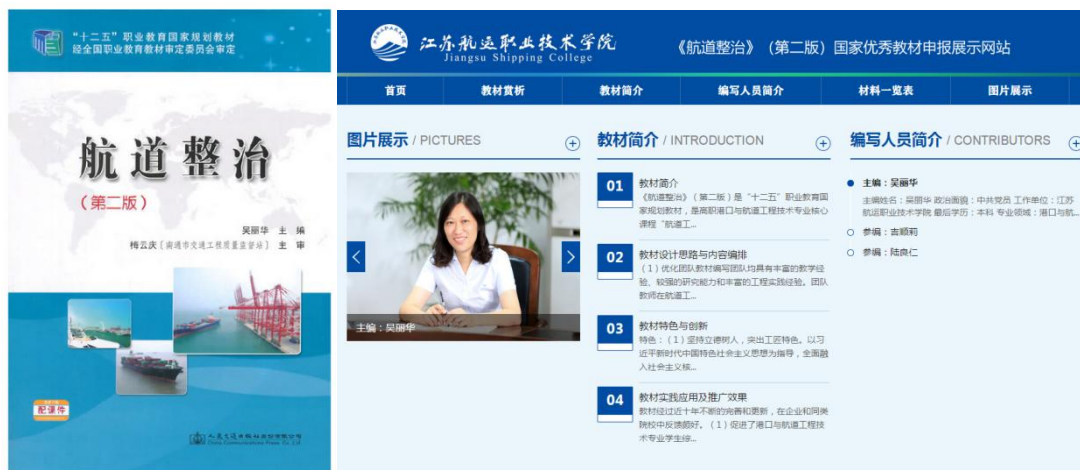 “十二五”职业教育国家规划教材
经全国职业教育教材审定委员会审定
航道整治
（第二版）
吴丽华 主 编
梅云庆［南通市交通工程质量监督站］ 主 审
配课件
人民交通出版社股份有限公司
China Communications Press Co.,Ltd.
江苏航运职业技术学院
Jiangsu Shipping College
《航道整治》（第二版）国家优秀教材申报展示网站
首页 教材赏析 教材简介 编写人员简介 材料一览表 图片展示
图片展示 / PICTURES
主编：吴丽华
教材简介 / INTRODUCTION
01 教材简介
《航道整治》（第二版）是“十二五”职业教育国
家规划教材，是高职港口与航道工程技术专业核心
课程“航道工...
02 教材设计思路与内容编排
（1）优化团队教材编写团队均具有丰富的教学经
验、较强的研究能力和丰富的工程实践经验。团队
教师在航道工...
03 教材特色与创新
特色：（1）坚持立德树人，突出工匠特色。以习
近平新时代中国特色社会主义思想为指导，全面融
入社会主义核...
04 教材实践应用及推广效果
教材经过近十年不断的完善和更新，在企业和同类
院校中反馈颇好。（1）促进了港口与航道工程技
术专业学生综...
编写人员简介 / CONTRIBUTORS
主编：吴丽华
主编姓名：吴丽华 政治面貌：中共党员 工作单位：江苏
航运职业技术学院 最后学历：本科 专业领域：港口与航...
参编：吉顺莉
参编：陆良仁